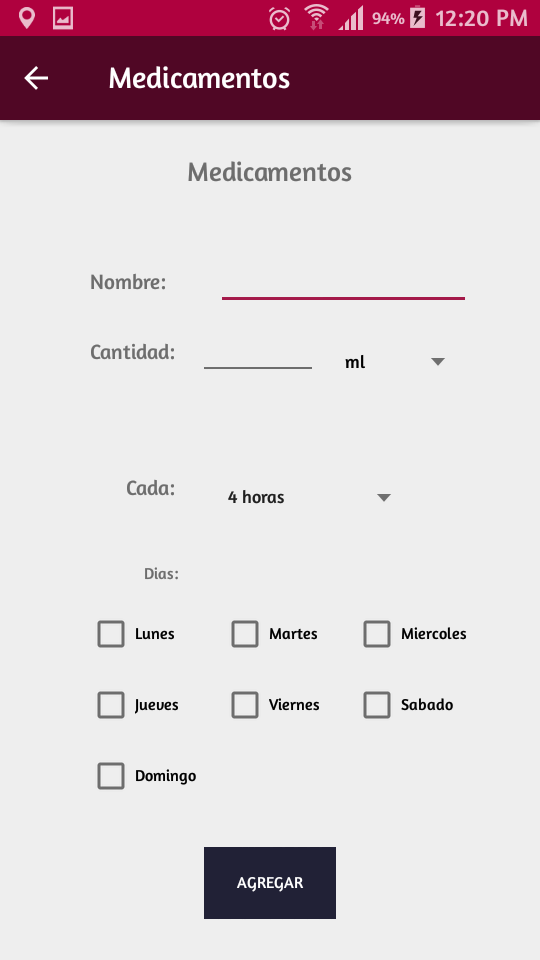 94% 12:20 PM
Medicamentos
Medicamentos
Nombre:
Cantidad: ml
Cada: 4 horas
Dias:
Lunes Martes Miercoles
Jueves Viernes Sabado
Domingo
AGREGAR